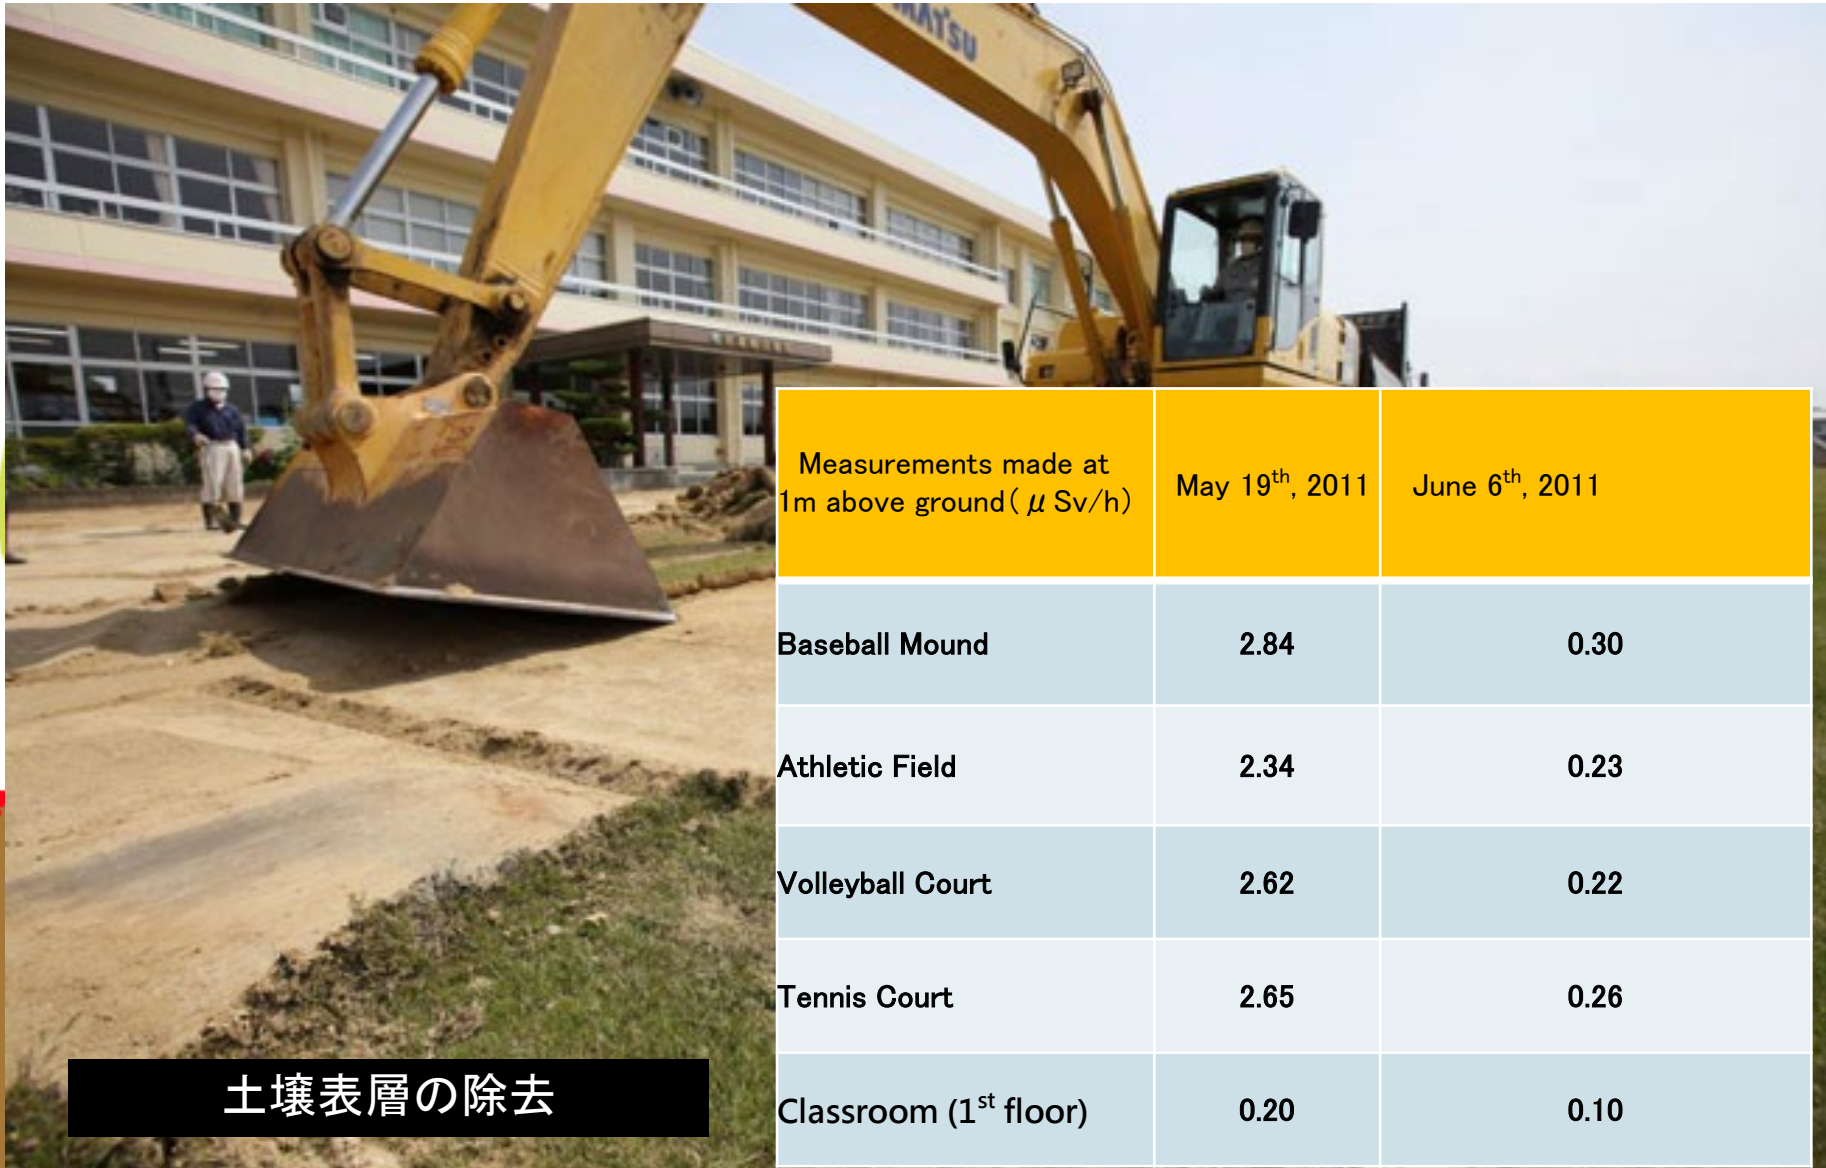 MATSU
Measurements made at
1m above ground(μSv/h)
May 19th, 2011
June 6th, 2011
Baseball Mound 2.84 0.30
Athletic Field 2.34 0.23
Volleyball Court 2.62 0.22
Tennis Court 2.65 0.26
Classroom (1st floor) 0.20 0.10
土壌表層の除去